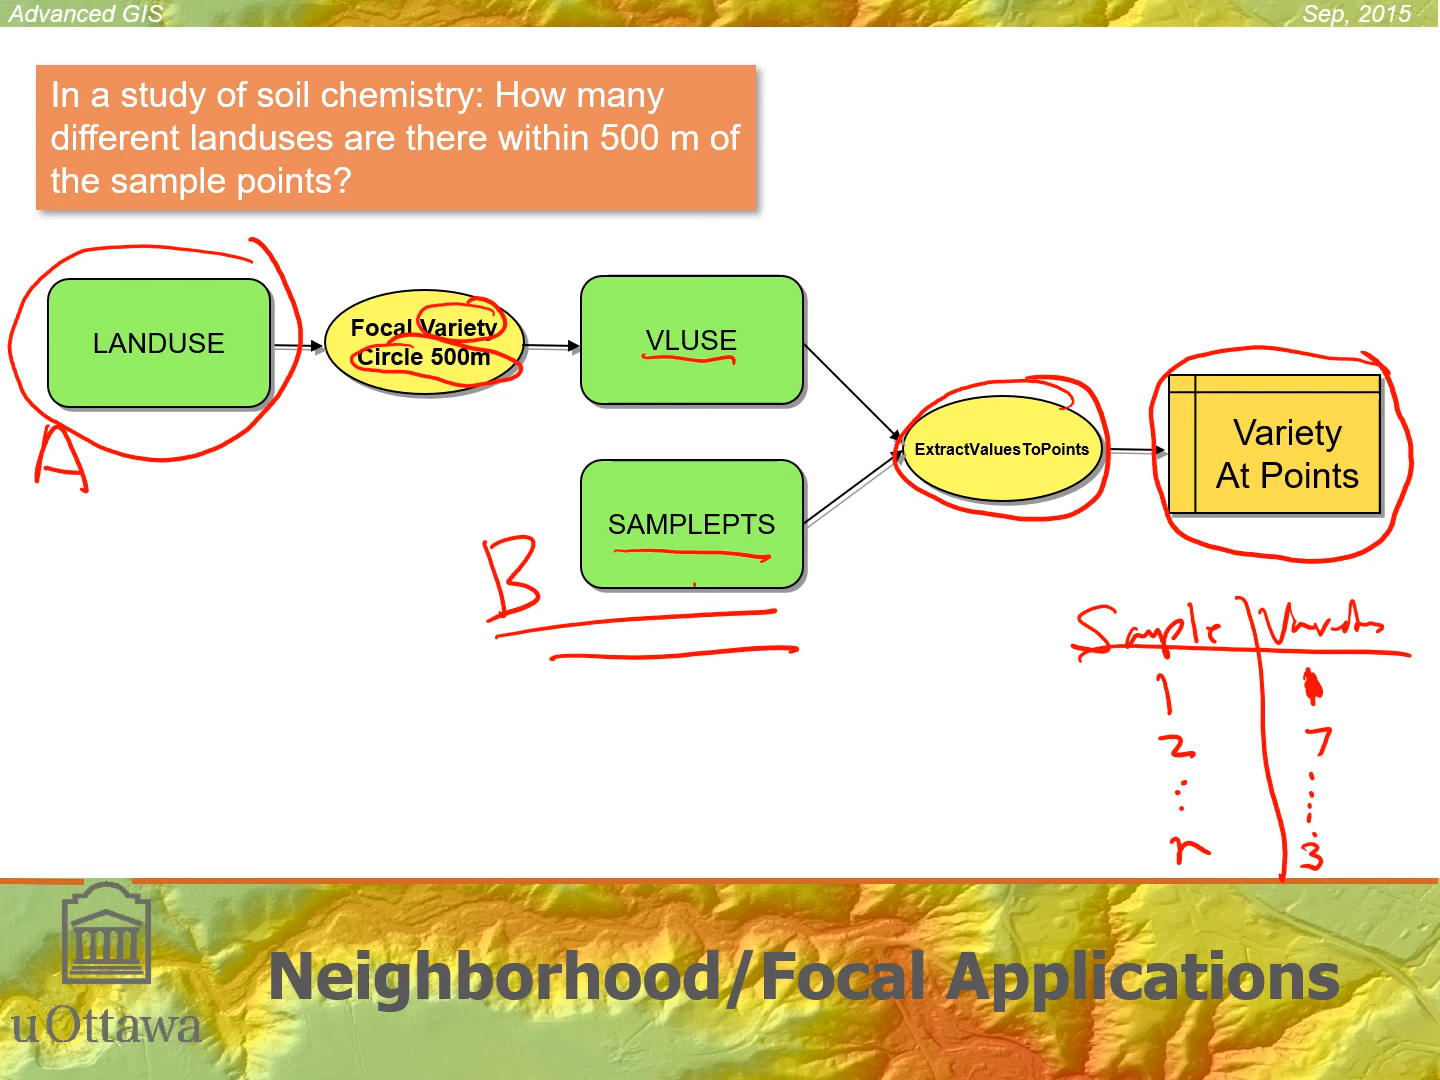 Advanced GIS
Sep, 2015
In a study of soil chemistry: How many
different landuses are there within 500 m of
the sample points?
LANDUSE
Focal Variety
Circle 500m
VLUSE
SAMPLEPTS
ExtractValuesToPoints
Variety
At Points
A
B
Sample
1
2 7
n 3
Neighborhood/Focal Applications
uOttawa